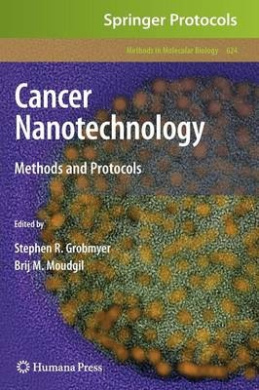 Springer Protocols
Methods in Molecular Biology 624
Cancer
Nanotechnology
Methods and Protocols
Edited by
Stephen R. Grobmyer
Brij M. Moudgil
Humana Press